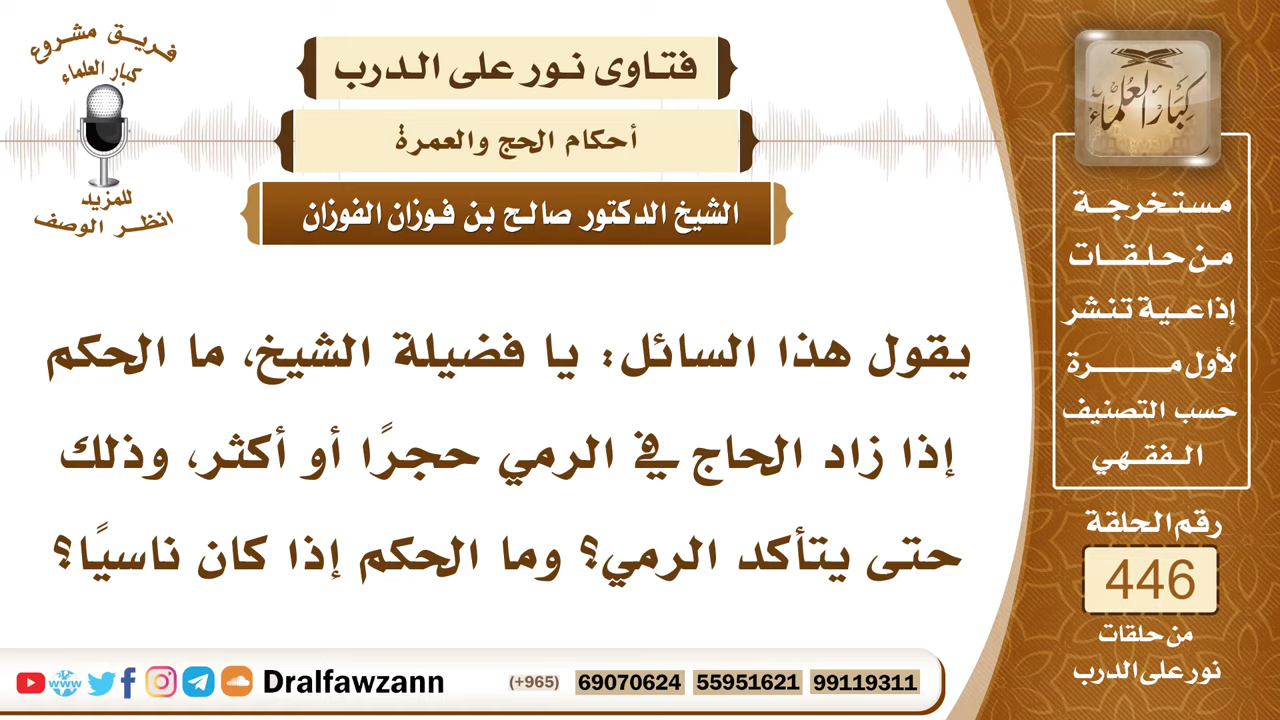 فريق مشروع
كبار العلماء
للمزيد
انظر الوصف
فتاوى نور على الدرب
أحكام الحج والعمرة
الشيخ الدكتور صالح بن فوزان الفوزان
يقول هذا السائل: يا فضيلة الشيخ، ما الحكم
إذا زاد الحاج في الرمي حجرًا أو أكثر، وذلك
حتى يتأكد الرمي؟ وما الحكم إذا كان ناسيًا؟
كبار العلماء
مستخرجة
من حلقات
إذاعية تنشر
لأول مرة
حسب التصنيف
الفقهي
رقم الحلقة
446
من حلقات
نور على الدرب
www Dralfawzann (+965) 69070624 55951621 99119311